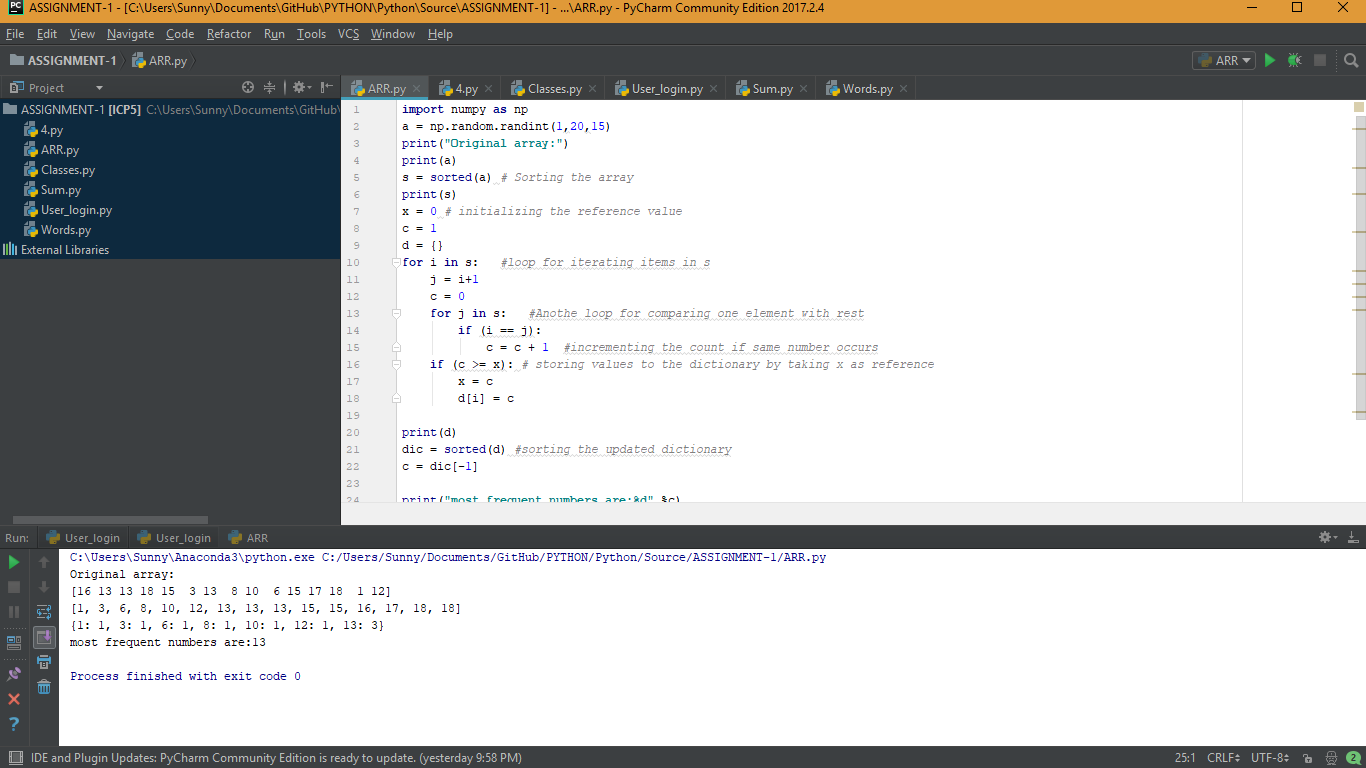 ASSIGNMENT-1 - [C:\Users\Sunny\Documents\GitHub\PYTHON\Python\Source\ASSIGNMENT-1] - ...\ARR.py - PyCharm Community Edition 2017.2.4
File Edit View Navigate Code Refactor Run Tools VCS Window Help
ASSIGNMENT-1 ARR.py ARR
Project
ARR.py 4.py Classes.py User_login.py Sum.py Words.py
ASSIGNMENT-1 [ICP5] C:\Users\Sunny\Documents\GitHub\
4.py
ARR.py
Classes.py
Sum.py
User_login.py
Words.py
External Libraries
1 import numpy as np
2 a = np.random.randint(1,20,15)
3 print("Original array:")
4 print(a)
5 s = sorted(a) # Sorting the array
6 print(s)
7 x = 0 # initializing the reference value
8 c = 1
9 d = {}
10 for i in s:   #loop for iterating items in s
11     j = i+1
12     c = 0
13     for j in s:   #Anothe loop for comparing one element with rest
14         if (i == j):
15             c = c + 1  #incrementing the count if same number occurs
16     if (c >= x): # storing values to the dictionary by taking x as reference
17         x = c
18         d[i] = c
19
20 print(d)
21 dic = sorted(d) #sorting the updated dictionary
22 c = dic[-1]
23
24 print("most frequent numbers are:%d" %c)
Run: User_login User_login ARR
C:\Users\Sunny\Anaconda3\python.exe C:/Users/Sunny/Documents/GitHub/PYTHON/Python/Source/ASSIGNMENT-1/ARR.py
Original array:
[16 13 13 18 15  3 13  8 10  6 15 17 18  1 12]
[1, 3, 6, 8, 10, 12, 13, 13, 13, 15, 15, 16, 17, 18, 18]
{1: 1, 3: 1, 6: 1, 8: 1, 10: 1, 12: 1, 13: 3}
most frequent numbers are:13
Process finished with exit code 0
IDE and Plugin Updates: PyCharm Community Edition is ready to update. (yesterday 9:58 PM) 25:1 CRLF UTF-8 2